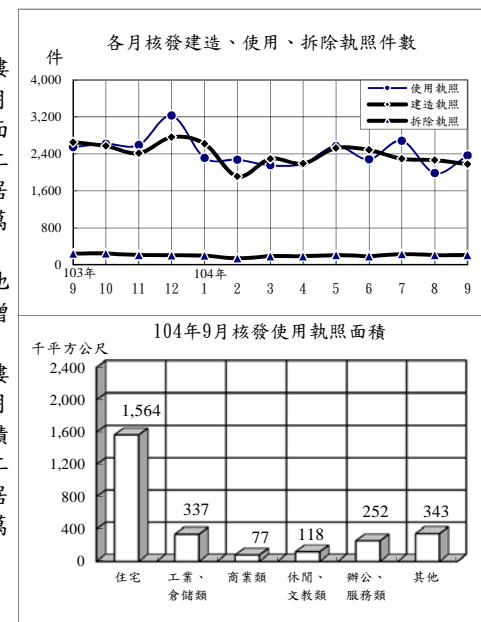 各月核發建造、使用、拆除執照件數
件
4,000
3,200
2,400
1,600
800
0
使用執照
建造執照
拆除執照
103年 104年
9 10 11 12 1 2 3 4 5 6 7 8 9
104年9月核發使用執照面積
千平方公尺
2,400
2,000
1,600
1,200
800
400
0
1,564
337
77
118
252
343
住宅 工業、 商業類 休閒、 辦公、 其他
倉儲類 文教類 服務類